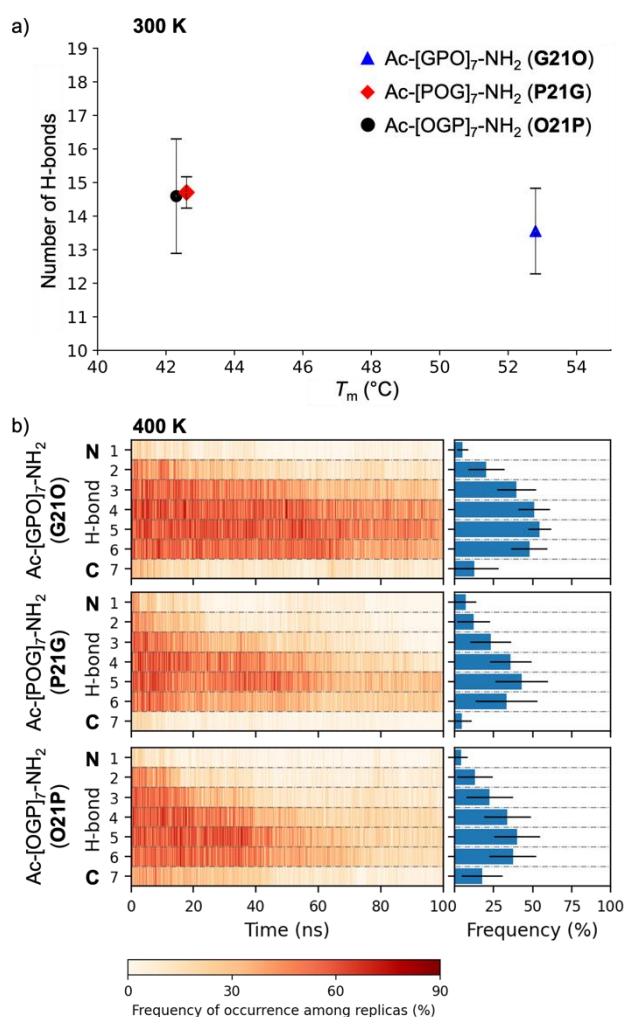 a)
300 K
Ac-[GPO]7-NH2 (G21O)
Ac-[POG]7-NH2 (P21G)
Ac-[OGP]7-NH2 (O21P)
Number of H-bonds
19
18
17
16
15
14
13
12
11
10
40 42 44 46 48 50 52 54
Tm (°C)
b)
400 K
Ac-[GPO]7-NH2
(G21O)
H-bond
N 1
2
3
4
5
6
C 7
0 25 50 75 100
Ac-[POG]7-NH2
(P21G)
H-bond
N 1
2
3
4
5
6
C 7
Ac-[OGP]7-NH2
(O21P)
H-bond
N 1
2
3
4
5
6
C 7
0 20 40 60 80 100
Time (ns)
0 25 50 75 100
Frequency (%)
0 30 60 90
Frequency of occurrence among replicas (%)